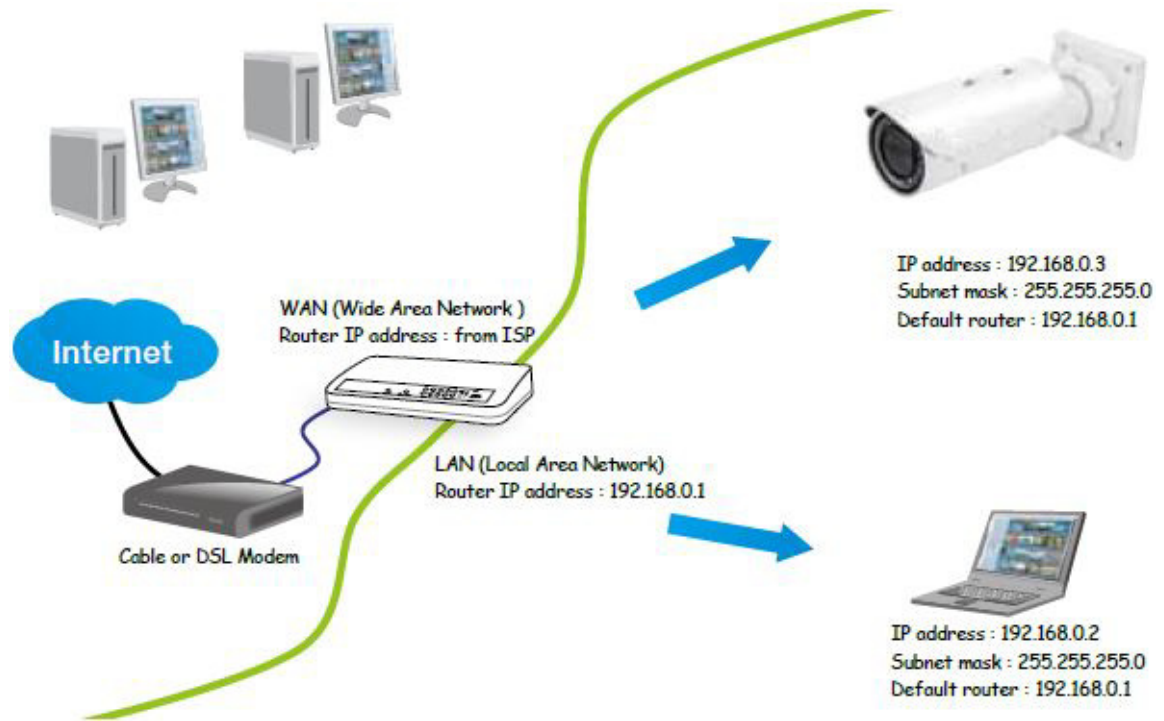 WAN (Wide Area Network )
Router IP address : from ISP
Internet
Cable or DSL Modem
LAN (Local Area Network)
Router IP address : 192.168.0.1
IP address : 192.168.0.3
Subnet mask : 255.255.255.0
Default router : 192.168.0.1
IP address : 192.168.0.2
Subnet mask : 255.255.255.0
Default router : 192.168.0.1